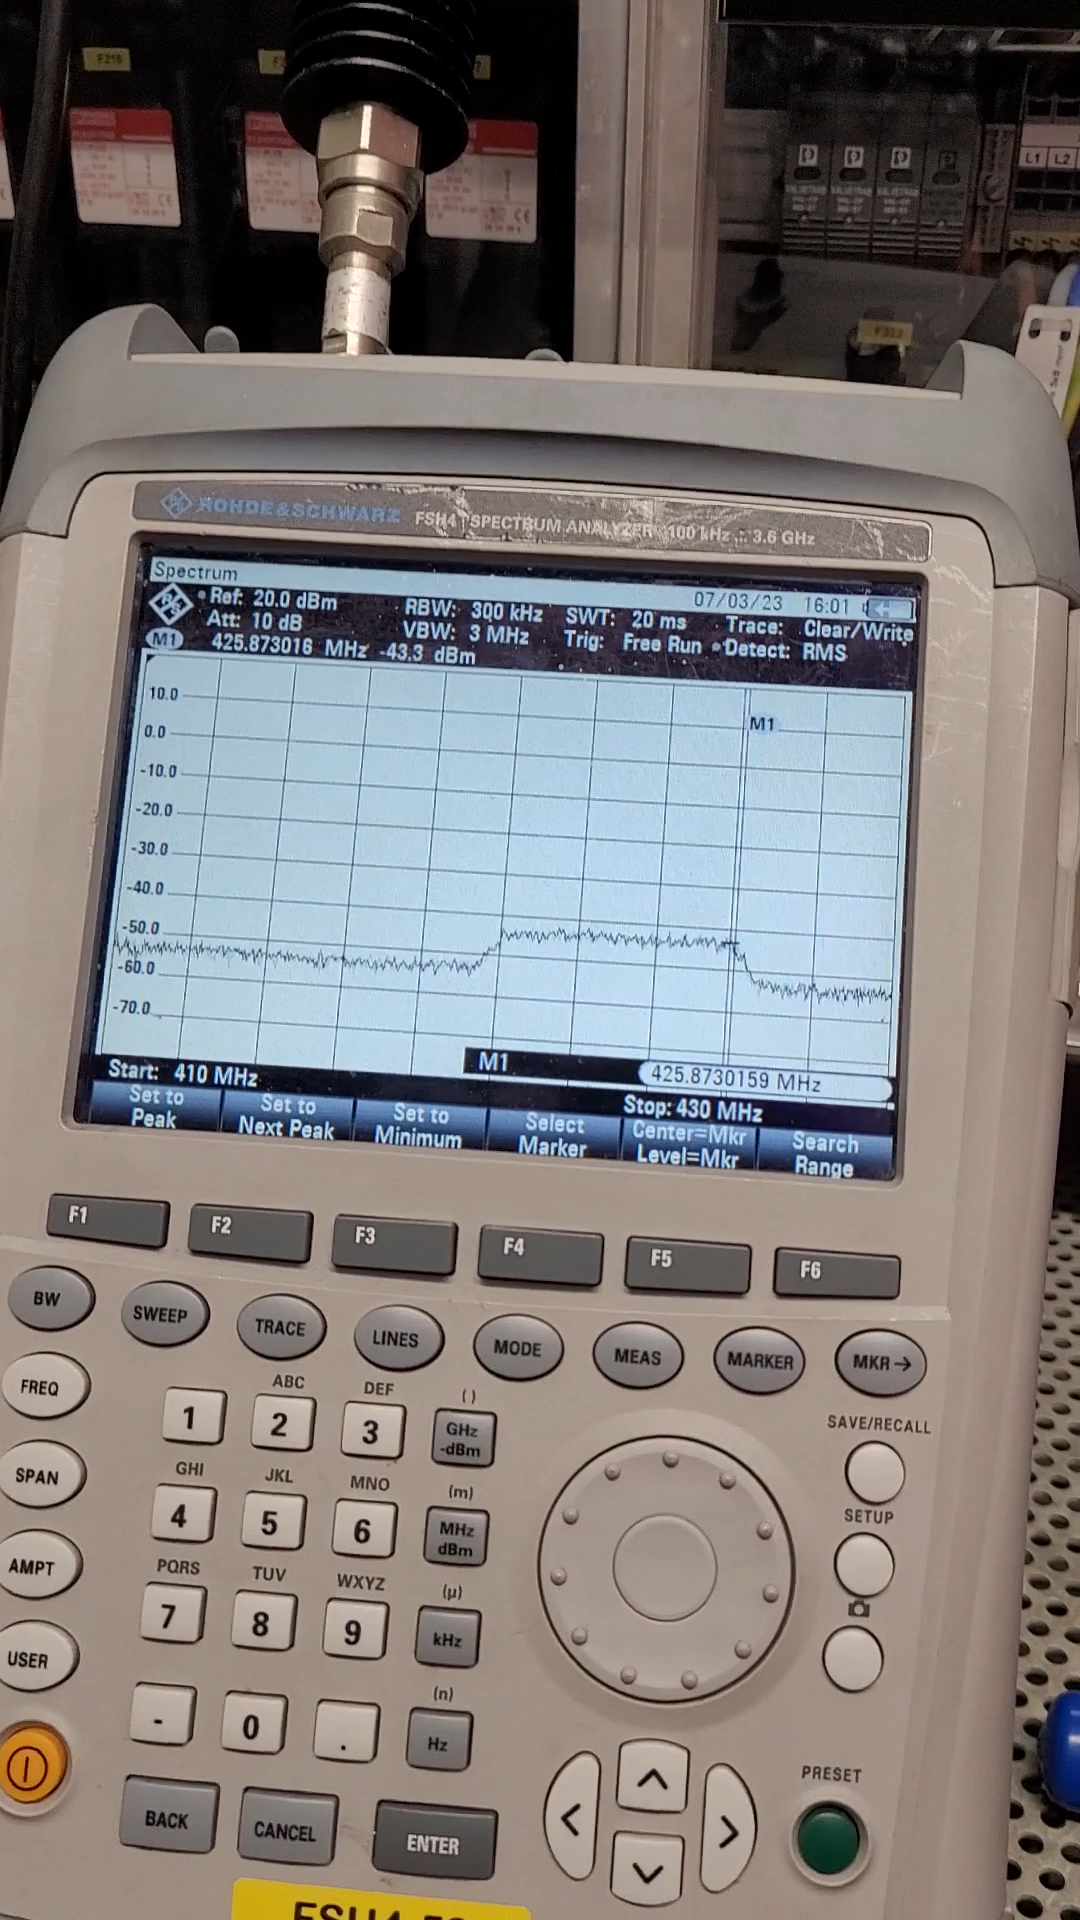 F216
L1 L2
F323
ROHDE&SCHWARZ FSH4 SPECTRUM ANALYZER 100 kHz ... 3.6 GHz
Spectrum
07/03/23 16:01
Ref: 20.0 dBm RBW: 300 kHz SWT: 20 ms Trace: Clear/Write
Att: 10 dB VBW: 3 MHz Trig: Free Run Detect: RMS
M1 425.873016 MHz -43.3 dBm
M1
10.0
0.0
-10.0
-20.0
-30.0
-40.0
-50.0
-60.0
-70.0
M1 425.8730159 MHz
Start: 410 MHz Stop: 430 MHz
Set to Peak
Set to Next Peak
Set to Minimum
Select Marker
Center=Mkr
Level=Mkr
Search Range
F1 F2 F3 F4 F5 F6
BW SWEEP TRACE LINES MODE MEAS MARKER MKR→
FREQ
SPAN
AMPT
USER
ABC DEF ( )
1 2 3 GHz -dBm
GHI JKL MNO (m)
4 5 6 MHz dBm
PQRS TUV WXYZ (µ)
7 8 9 kHz
(n)
- 0 . Hz
BACK CANCEL ENTER
SAVE/RECALL
SETUP
PRESET